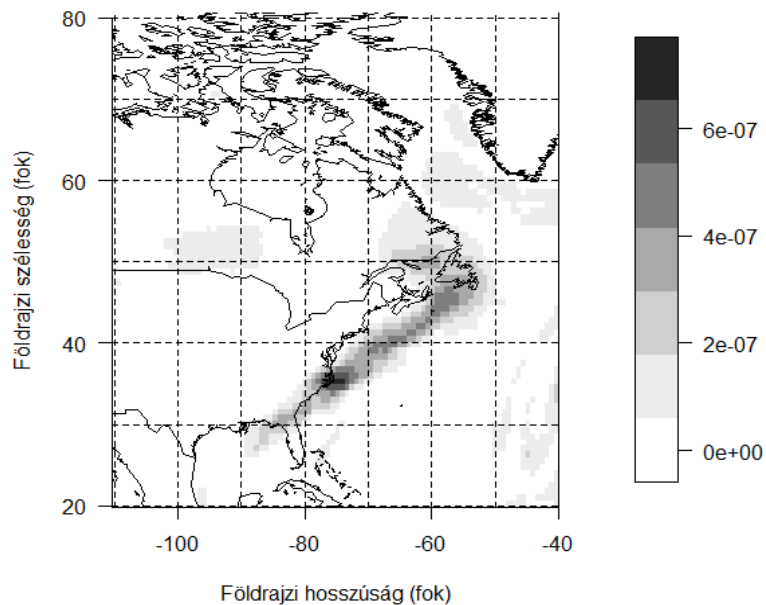 80
60
40
20
-100
-80
-60
-40
Földrajzi szélesség (fok)
Földrajzi hosszúság (fok)
6e-07
4e-07
2e-07
0e+00